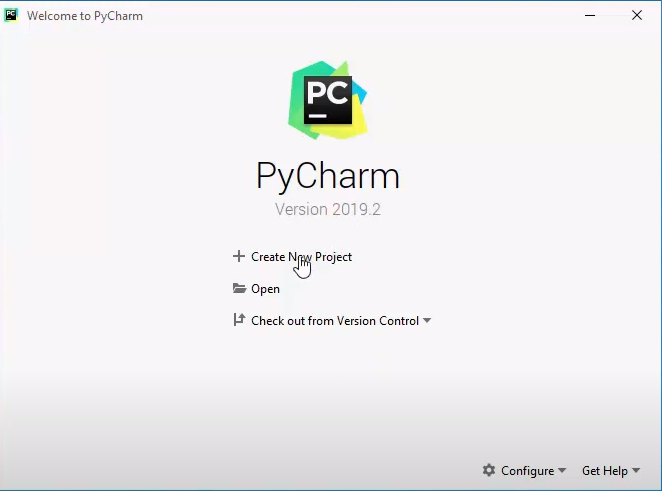 PC Welcome to PyCharm
PC
PyCharm
Version 2019.2
Create New Project
Open
Check out from Version Control
Configure Get Help